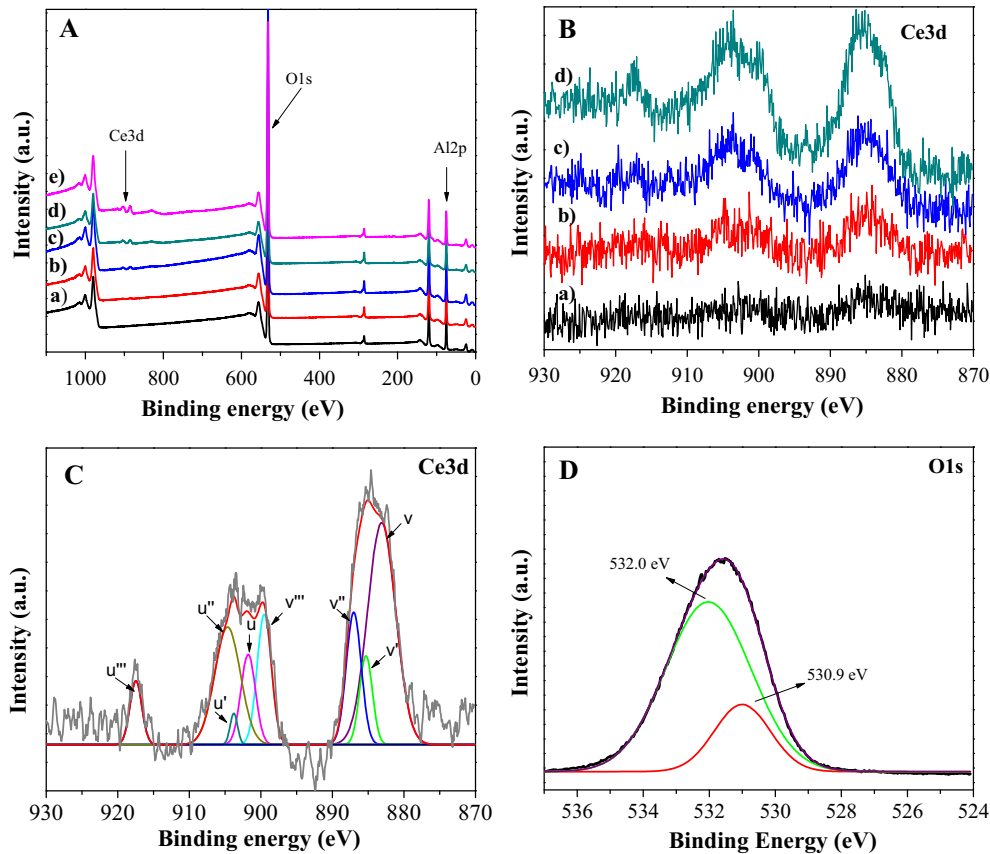 A
O1s
Ce3d
Al2p
e)
d)
c)
b)
a)
Intensity (a.u.)
1000 800 600 400 200 0
Binding energy (eV)
B
Ce3d
d)
c)
b)
a)
Intensity (a.u.)
930 920 910 900 890 880 870
Binding energy (eV)
C
Ce3d
v
u''
u
v'''
v''
v'
u'''
u'
Intensity (a.u.)
930 920 910 900 890 880 870
Binding energy (eV)
D
O1s
532.0 eV
530.9 eV
Intensity (a.u.)
536 534 532 530 528 526 524
Binding Energy (eV)